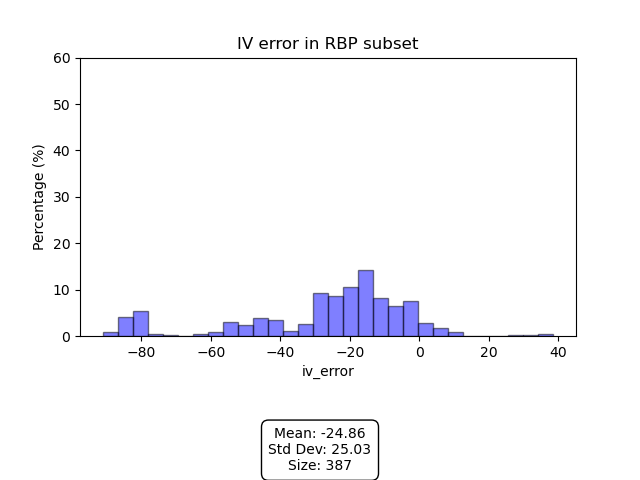 IV error in RBP subset
60
50
40
30
20
10
0
Percentage (%)
−80 −60 −40 −20 0 20 40
iv_error
Mean: -24.86
Std Dev: 25.03
Size: 387